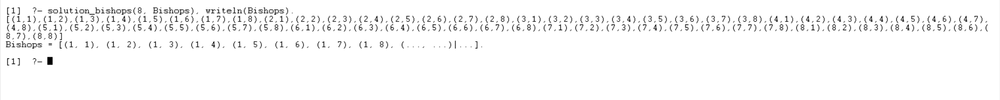 [1]  ?- solution_bishops(8, Bishops), writeln(Bishops).
[(1,1),(1,2),(1,3),(1,4),(1,5),(1,6),(1,7),(1,8),(2,1),(2,2),(2,3),(2,4),(2,5),(2,6),(2,7),(2,8),(3,1),(3,2),(3,3),(3,4),(3,5),(3,6),(3,7),(3,8),(4,1),(4,2),(4,3),(4,4),(4,5),(4,6),(4,7),
(4,8),(5,1),(5,2),(5,3),(5,4),(5,5),(5,6),(5,7),(5,8),(6,1),(6,2),(6,3),(6,4),(6,5),(6,6),(6,7),(6,8),(7,1),(7,2),(7,3),(7,4),(7,5),(7,6),(7,7),(7,8),(8,1),(8,2),(8,3),(8,4),(8,5),(8,6),(
8,7),(8,8)]
Bishops = [(1, 1), (1, 2), (1, 3), (1, 4), (1, 5), (1, 6), (1, 7), (1, 8), (..., ...)|...].
[1]  ?-